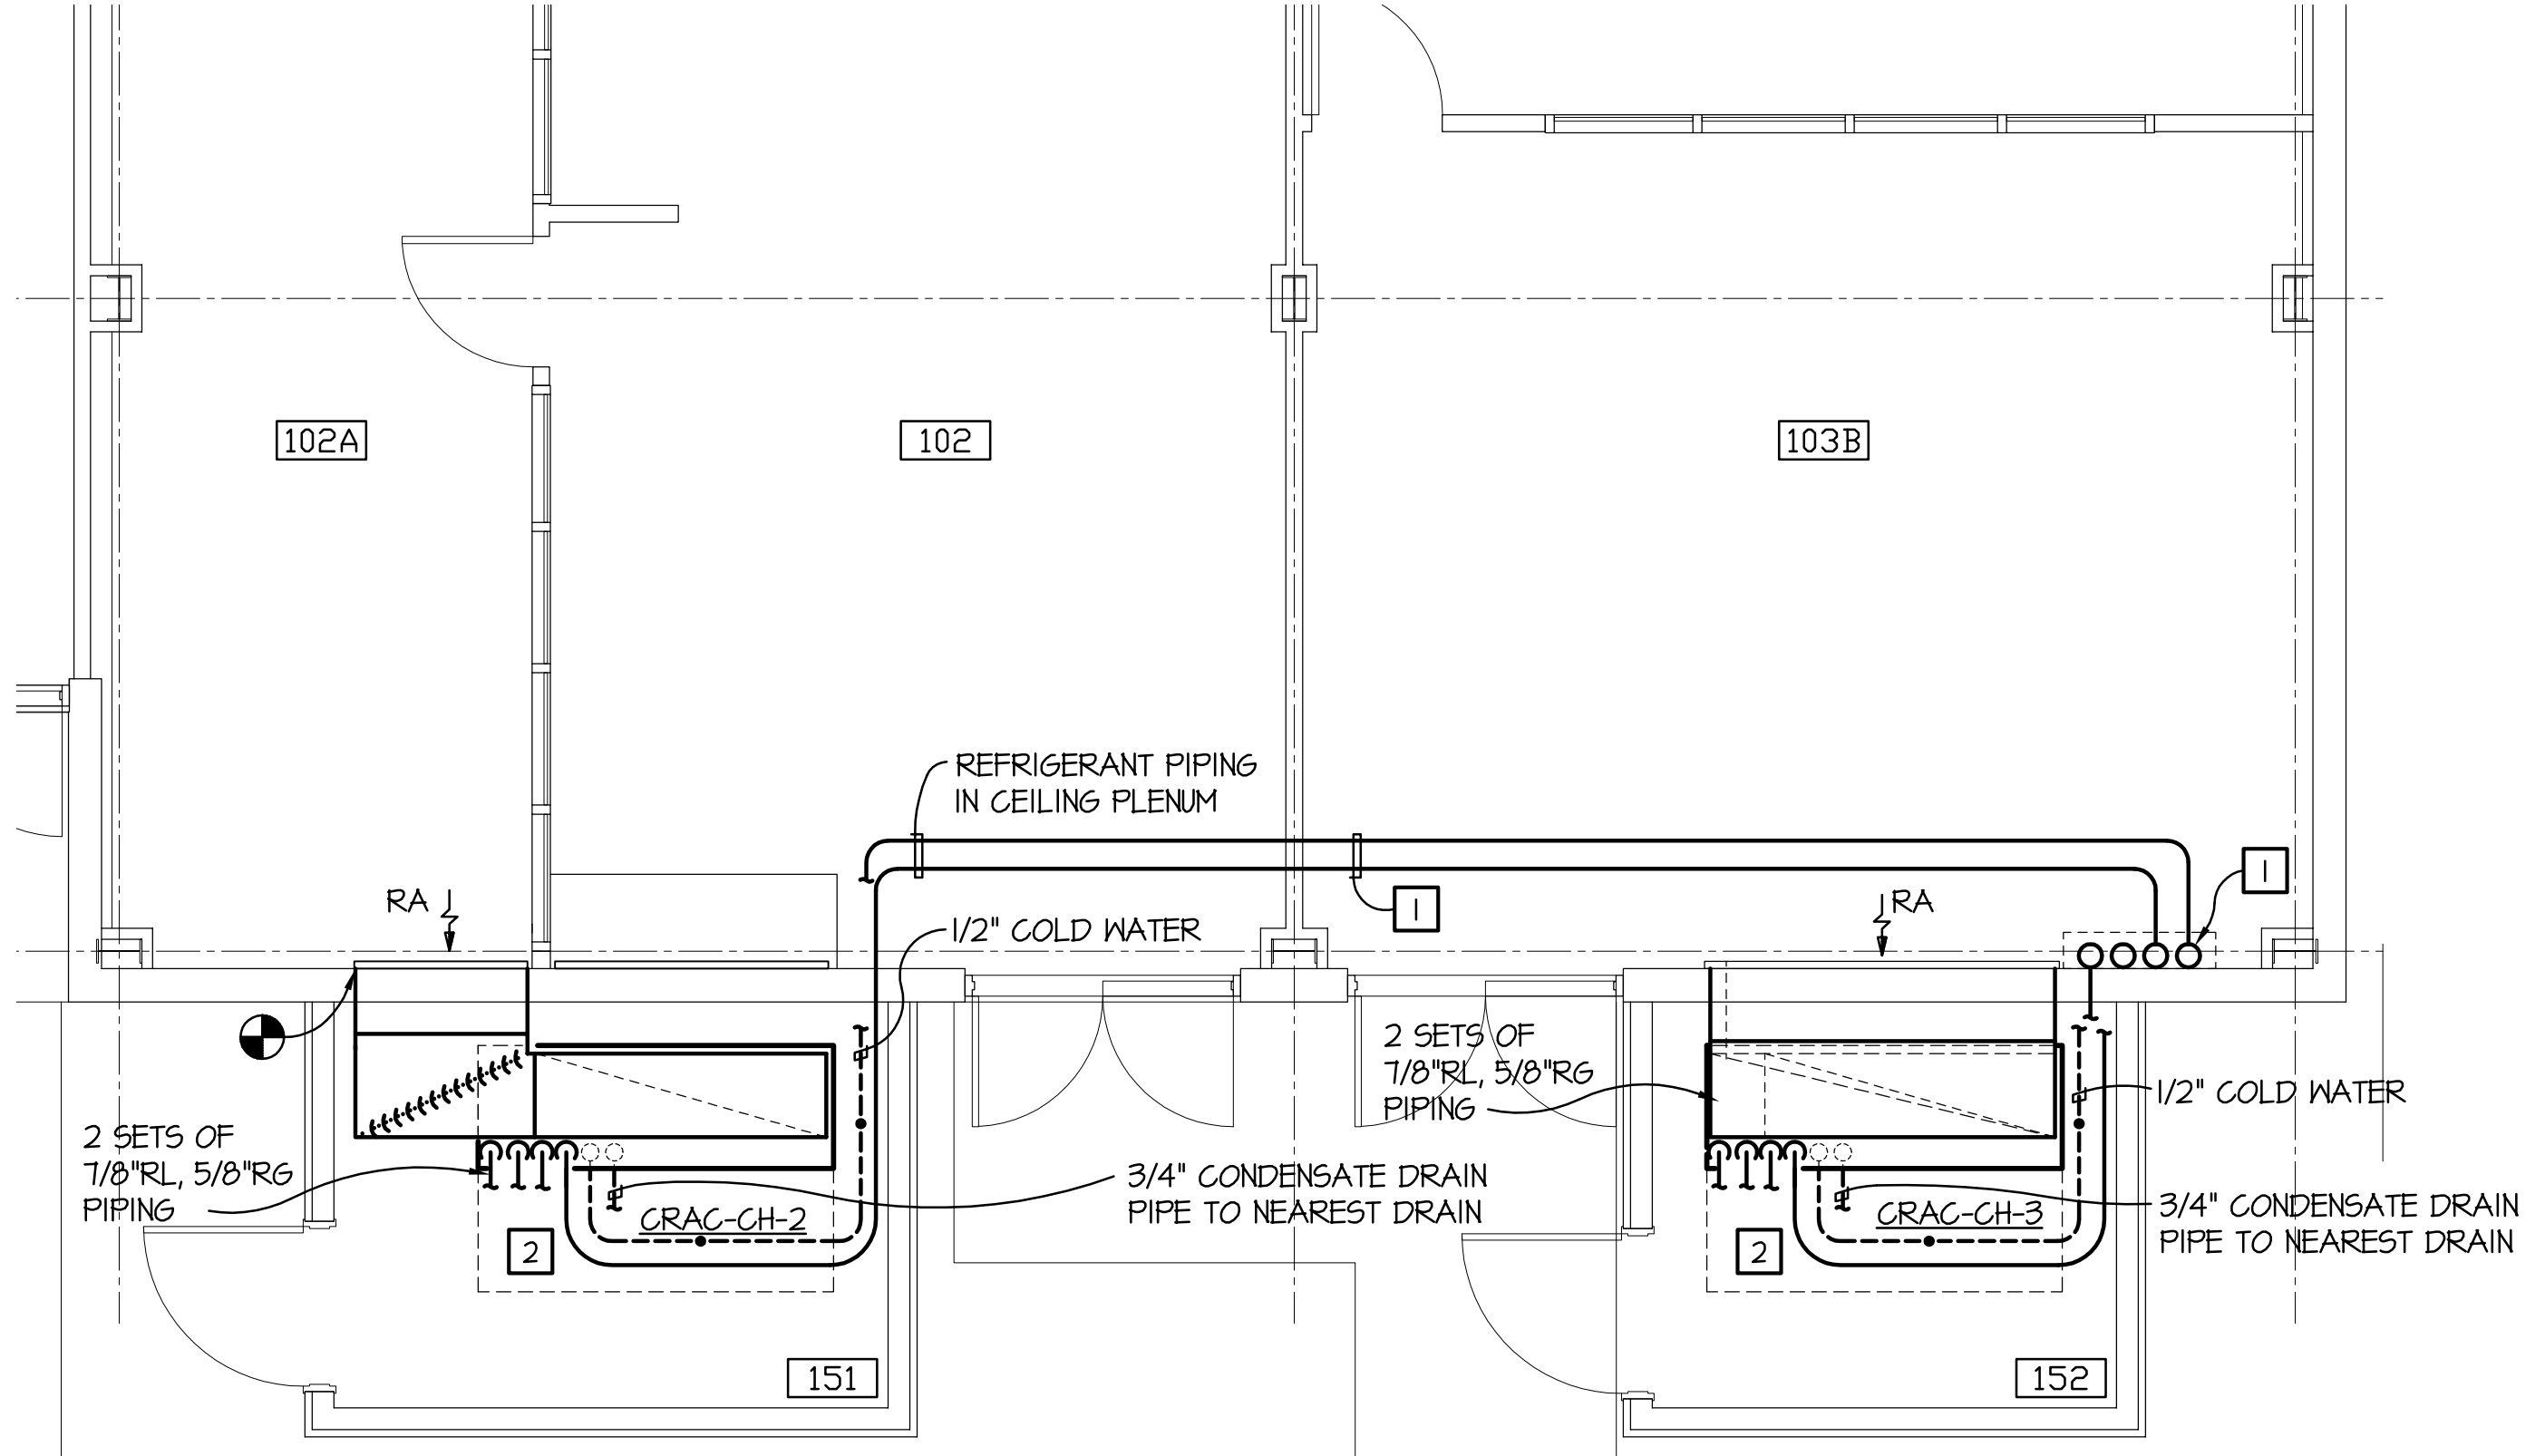 102A
102
103B
REFRIGERANT PIPING
IN CEILING PLENUM
1
1
RA
RA
1/2" COLD WATER
2 SETS OF
7/8"RL, 5/8"RG
PIPING
1/2" COLD WATER
2 SETS OF
7/8"RL, 5/8"RG
PIPING
3/4" CONDENSATE DRAIN
PIPE TO NEAREST DRAIN
CRAC-CH-2
2
CRAC-CH-3
2
3/4" CONDENSATE DRAIN
PIPE TO NEAREST DRAIN
151
152